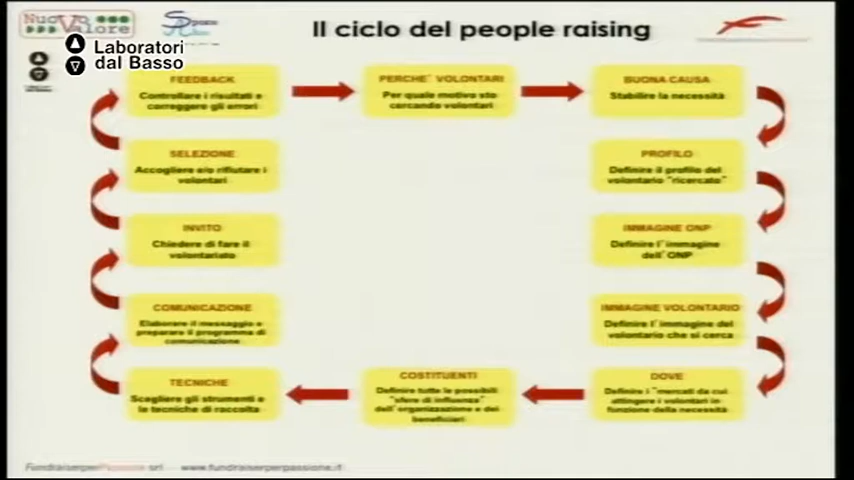 Nuovo
Valore
Il ciclo del people raising
Laboratori
dal Basso
FEEDBACK
Controllare i risultati e
correggere gli errori
PERCHE' VOLONTARI
Per quale motivo sto
cercando volontari
BUONA CAUSA
Stabilire la necessità
SELEZIONE
Accogliere e/o rifiutare i
volontari
PROFILO
Definire il profilo del
volontario "ricercato"
INVITO
Chiedere di fare il
volontariato
IMMAGINE ONP
Definire l'immagine
dell'ONP
COMUNICAZIONE
Elaborare il messaggio e
preparare il programma di
comunicazione
IMMAGINE VOLONTARIO
Definire l'immagine del
volontario che si cerca
TECNICHE
Scegliere gli strumenti e
le tecniche di raccolta
COSTITUENTI
Definire tutte le possibili
"sfere di influenza"
dell'organizzazione e dei
beneficiari
DOVE
Definire i "mercati da cui
attingere i volontari in
funzione della necessità
FundraiserperPassione srl www.fundraiserperpassione.it